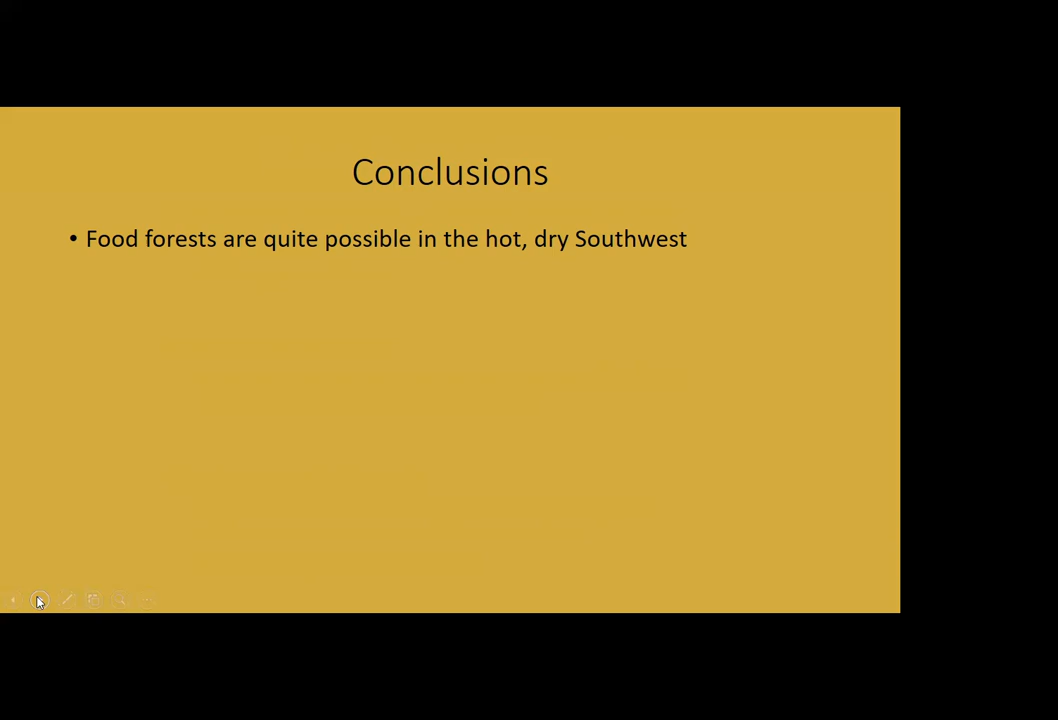 Conclusions
• Food forests are quite possible in the hot, dry Southwest